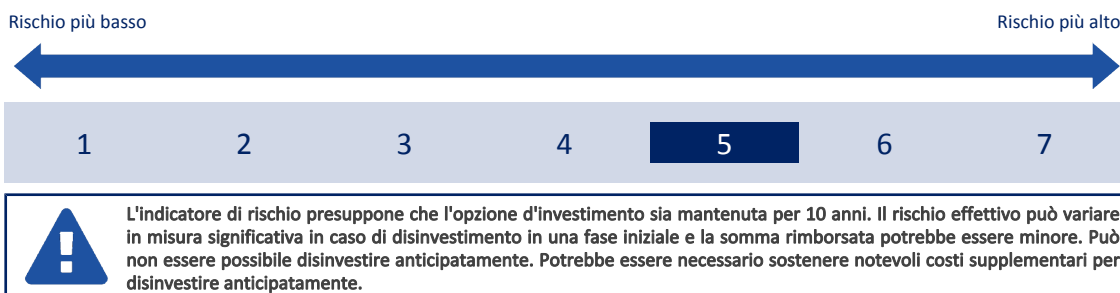 Rischio più basso Rischio più alto
1 2 3 4 5 6 7
L'indicatore di rischio presuppone che l'opzione d'investimento sia mantenuta per 10 anni. Il rischio effettivo può variare
in misura significativa in caso di disinvestimento in una fase iniziale e la somma rimborsata potrebbe essere minore. Può
non essere possibile disinvestire anticipatamente. Potrebbe essere necessario sostenere notevoli costi supplementari per
disinvestire anticipatamente.